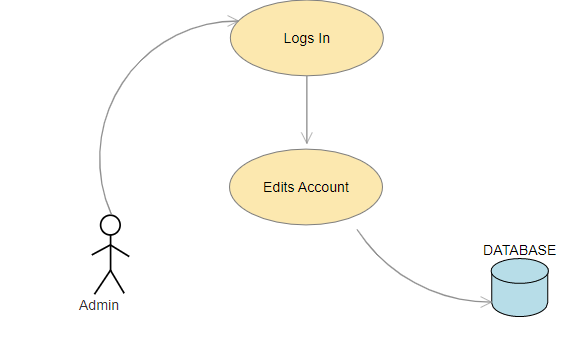 Logs In
Edits Account
DATABASE
Admin